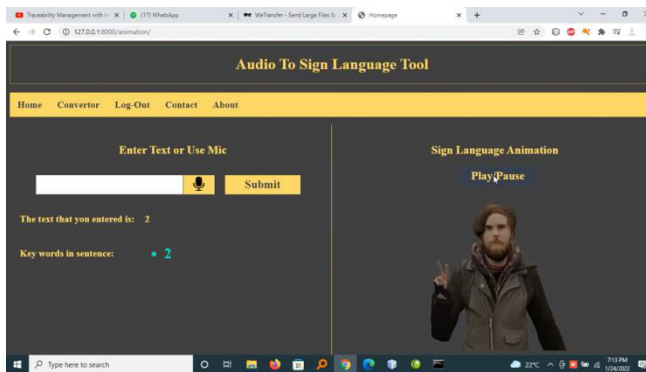 Traceability Management with
(17) WhatsApp
WeTransfer - Send Large Files &
Homepage
127.0.0.1:8000/animation/
Audio To Sign Language Tool
Home Convertor Log-Out Contact About
Enter Text or Use Mic
Submit
The text that you entered is: 2
Key words in sentence:
• 2
Sign Language Animation
Play/Pause
Type here to search
22°C
7:13 PM
1/24/2022